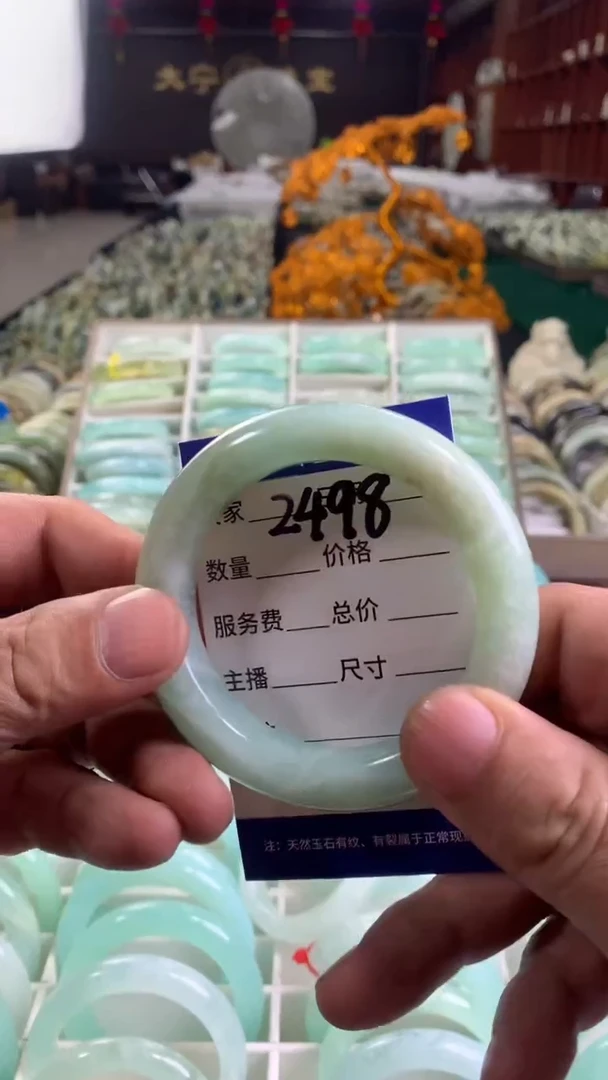 家
2498
数量 价格
服务费 总价
主播 尺寸
注：天然玉石有纹、有裂属于正常现